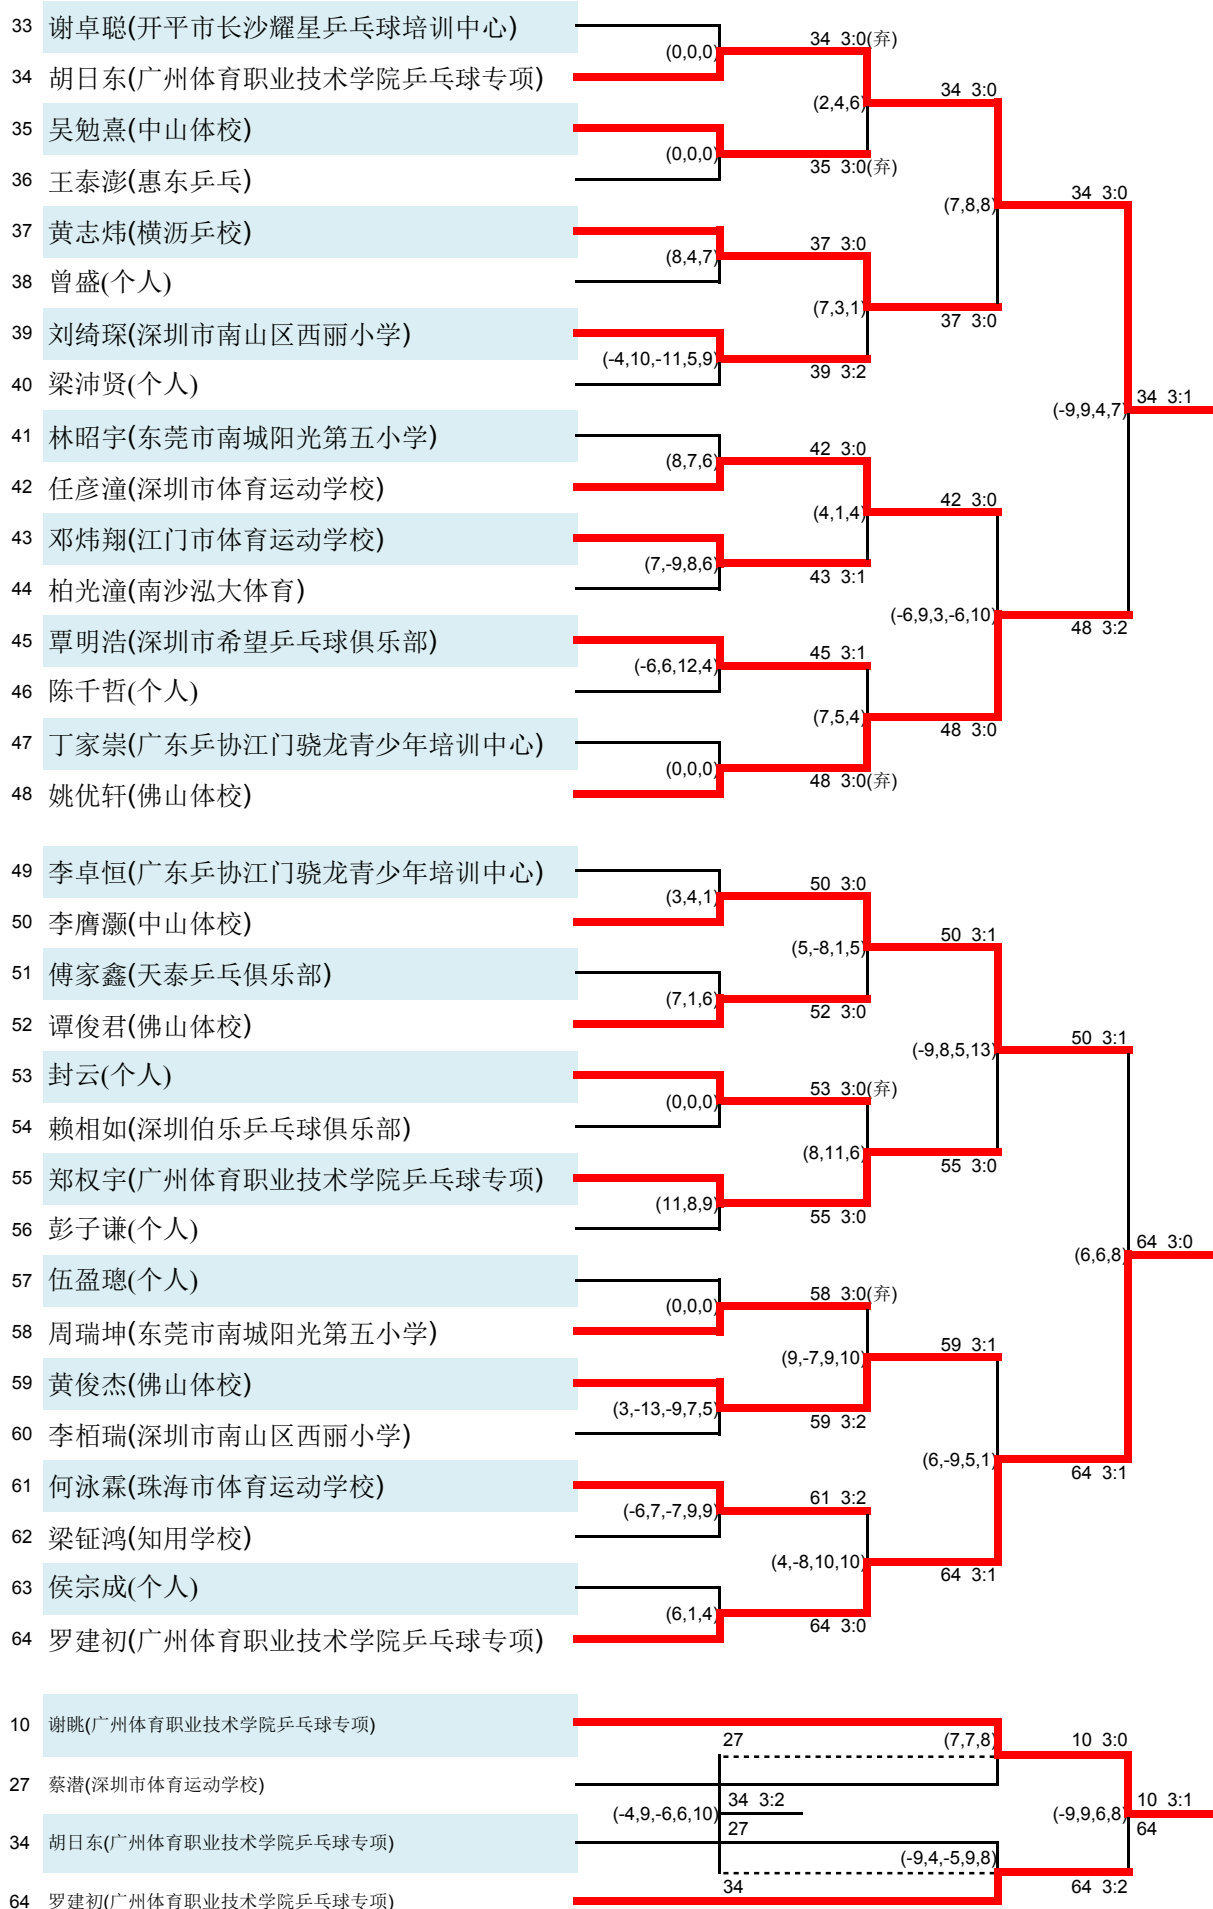 33 谢卓聪(开平市长沙耀星乒乓球培训中心)
34 3:0(弃)
(0,0,0)
34 胡日东(广州体育职业技术学院乒乓球专项)
34 3:0
(2,4,6)
35 吴勉熹(中山体校)
(0,0,0)
35 3:0(弃)
36 王泰澎(惠东乒乓)
34 3:0
(7,8,8)
37 黄志炜(横沥乒校)
37 3:0
(8,4,7)
38 曾盛(个人)
(7,3,1)
37 3:0
39 刘绮琛(深圳市南山区西丽小学)
(-4,10,-11,5,9)
39 3:2
40 梁沛贤(个人)
34 3:1
(-9,9,4,7)
41 林昭宇(东莞市南城阳光第五小学)
42 3:0
(8,7,6)
42 任彦潼(深圳市体育运动学校)
42 3:0
(4,1,4)
43 邓炜翔(江门市体育运动学校)
(7,-9,8,6)
43 3:1
44 柏光潼(南沙泓大体育)
(-6,9,3,-6,10)
48 3:2
45 覃明浩(深圳市希望乒乓球俱乐部)
45 3:1
(-6,6,12,4)
46 陈千哲(个人)
(7,5,4)
48 3:0
47 丁家崇(广东乒协江门骁龙青少年培训中心)
(0,0,0)
48 3:0(弃)
48 姚优轩(佛山体校)
49 李卓恒(广东乒协江门骁龙青少年培训中心)
50 3:0
(3,4,1)
50 李膺灏(中山体校)
50 3:1
(5,-8,1,5)
51 傅家鑫(天泰乒乓俱乐部)
(7,1,6)
52 3:0
52 谭俊君(佛山体校)
50 3:1
(-9,8,5,13)
53 封云(个人)
53 3:0(弃)
(0,0,0)
54 赖相如(深圳伯乐乒乓球俱乐部)
(8,11,6)
55 3:0
55 郑权宇(广州体育职业技术学院乒乓球专项)
(11,8,9)
55 3:0
56 彭子谦(个人)
64 3:0
(6,6,8)
57 伍盈璁(个人)
58 3:0(弃)
(0,0,0)
58 周瑞坤(东莞市南城阳光第五小学)
59 3:1
(9,-7,9,10)
59 黄俊杰(佛山体校)
(3,-13,-9,7,5)
59 3:2
60 李栢瑞(深圳市南山区西丽小学)
(6,-9,5,1)
64 3:1
61 何泳霖(珠海市体育运动学校)
61 3:2
(-6,7,-7,9,9)
62 梁钲鸿(知用学校)
(4,-8,10,10)
64 3:1
63 侯宗成(个人)
(6,1,4)
64 3:0
64 罗建初(广州体育职业技术学院乒乓球专项)
10 谢眺(广州体育职业技术学院乒乓球专项)
27
(7,7,8)
10 3:0
27 蔡潜(深圳市体育运动学校)
34 3:2
10 3:1
(-4,9,-6,6,10)
(-9,9,6,8)
27
64
34 胡日东(广州体育职业技术学院乒乓球专项)
(-9,4,-5,9,8)
34
64 3:2
64 罗建初(广州体育职业技术学院乒乓球专项)